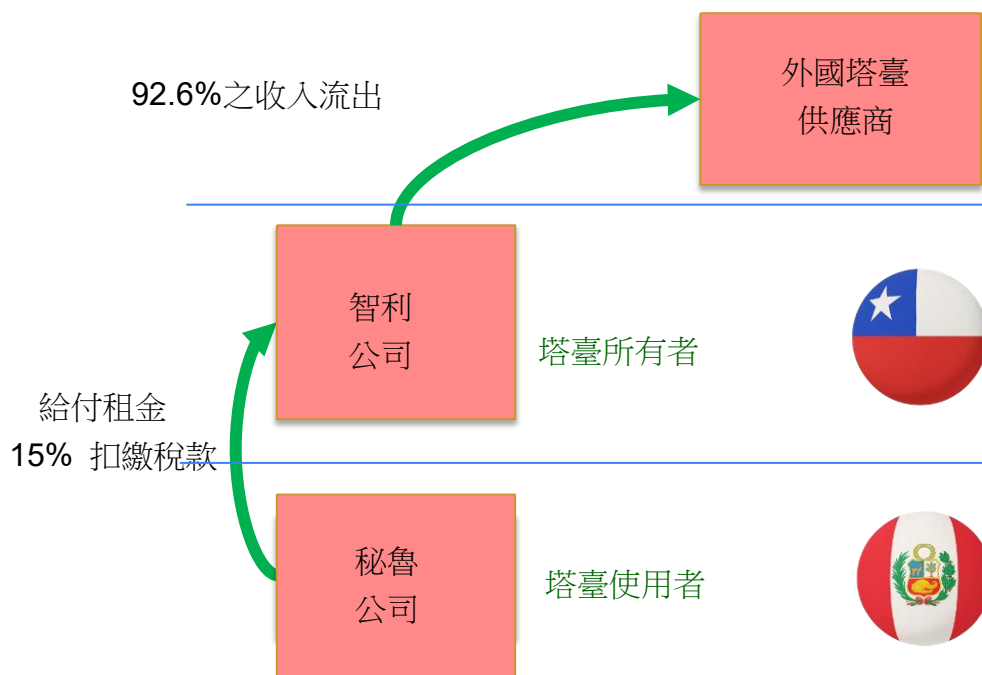 外國塔臺
供應商
92.6%之收入流出
智利
公司
塔臺所有者
給付租金
15% 扣繳稅款
秘魯
公司
塔臺使用者